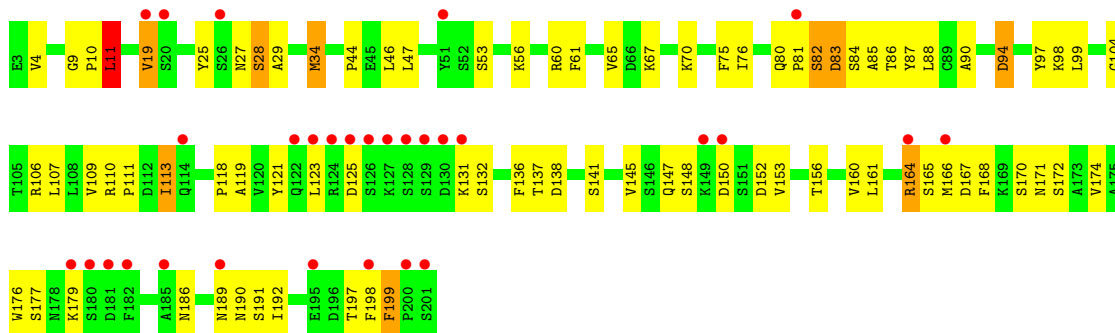 E3 V4 G9 P10 L11 V19 S20 Y25 S26 N27 S28 A29 M34 P44 E45 L46 L47 Y51 S52 S53 K56 R60 F61 V65 D66 K67 K70 F75 I76 Q80 P81 S82 D83 S84 A85 T86 Y87 L88 C89 A90 D94 Y97 K98 L99
T105 R106 L107 L108 V109 R110 P111 D112 I113 Q114 P118 A119 V120 Y121 Q122 L123 R124 D125 S126 K127 S128 S129 D130 K131 S132 F136 T137 D138 S141 V145 S146 Q147 S148 K149 D150 S151 D152 V153 T156 V160 L161 R164 S165 M166 D167 F168 K169 S170 N171 S172 A173 V174
W176 S177 N178 K179 S180 D181 F182 A185 N186 N189 N190 S191 I192 E195 D196 T197 F198 F199 P200 S201